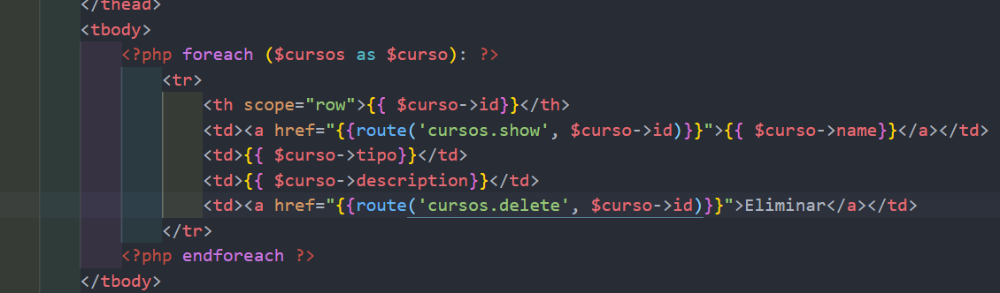 </thead>
<tbody>
<?php foreach ($cursos as $curso): ?>
<tr>
<th scope="row">{{ $curso->id}}</th>
<td><a href="{{route('cursos.show', $curso->id)}}">{{ $curso->name}}</a></td>
<td>{{ $curso->tipo}}</td>
<td>{{ $curso->description}}</td>
<td><a href="{{route('cursos.delete', $curso->id)}}">Eliminar</a></td>
</tr>
<?php endforeach ?>
</tbody>